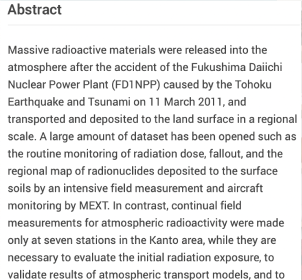 Abstract
Massive radioactive materials were released into the
atmosphere after the accident of the Fukushima Daiichi
Nuclear Power Plant (FD1NPP) caused by the Tohoku
Earthquake and Tsunami on 11 March 2011, and
transported and deposited to the land surface in a regional
scale. A large amount of dataset has been opened such as
the routine monitoring of radiation dose, fallout, and the
regional map of radionuclides deposited to the surface
soils by an intensive field measurement and aircraft
monitoring by MEXT. In contrast, continual field
measurements for atmospheric radioactivity were made
only at seven stations in the Kanto area, while they are
necessary to evaluate the initial radiation exposure, to
validate results of atmospheric transport models, and to